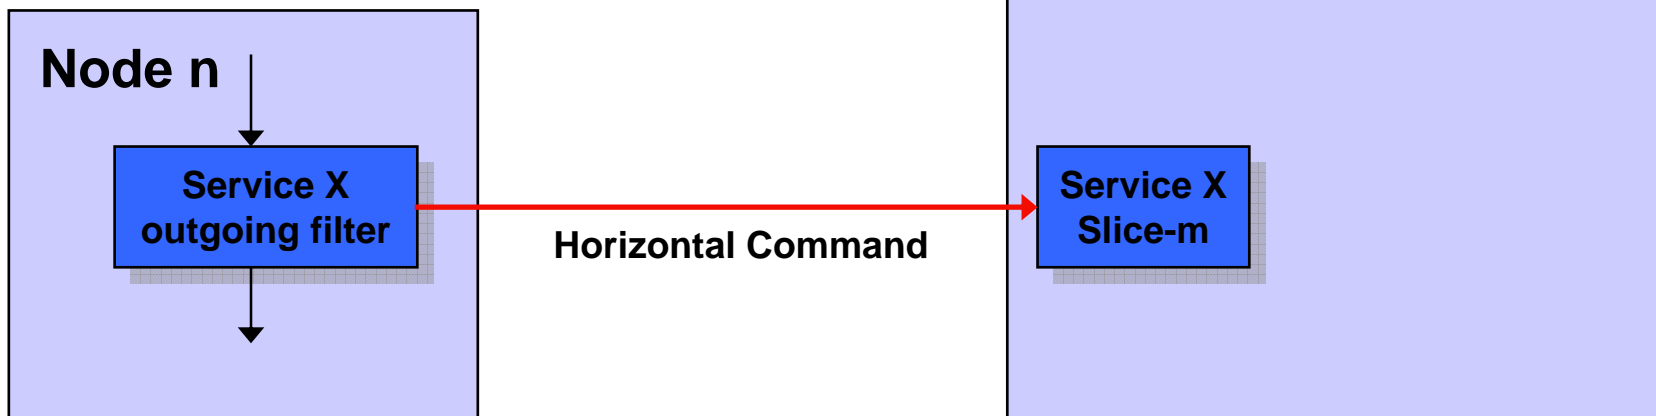 Node n
Service X
outgoing filter
Horizontal Command
Service X
Slice-m